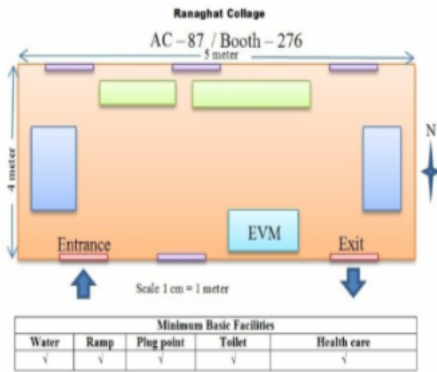 Ranaghat Collage
AC – 87 / Booth – 276
5 meter
4 meter
N
EVM
Entrance
Exit
Scale 1 cm = 1 meter
Minimum Basic Facilities
Water Ramp Plug point Toilet Health care
√ √ √ √ √